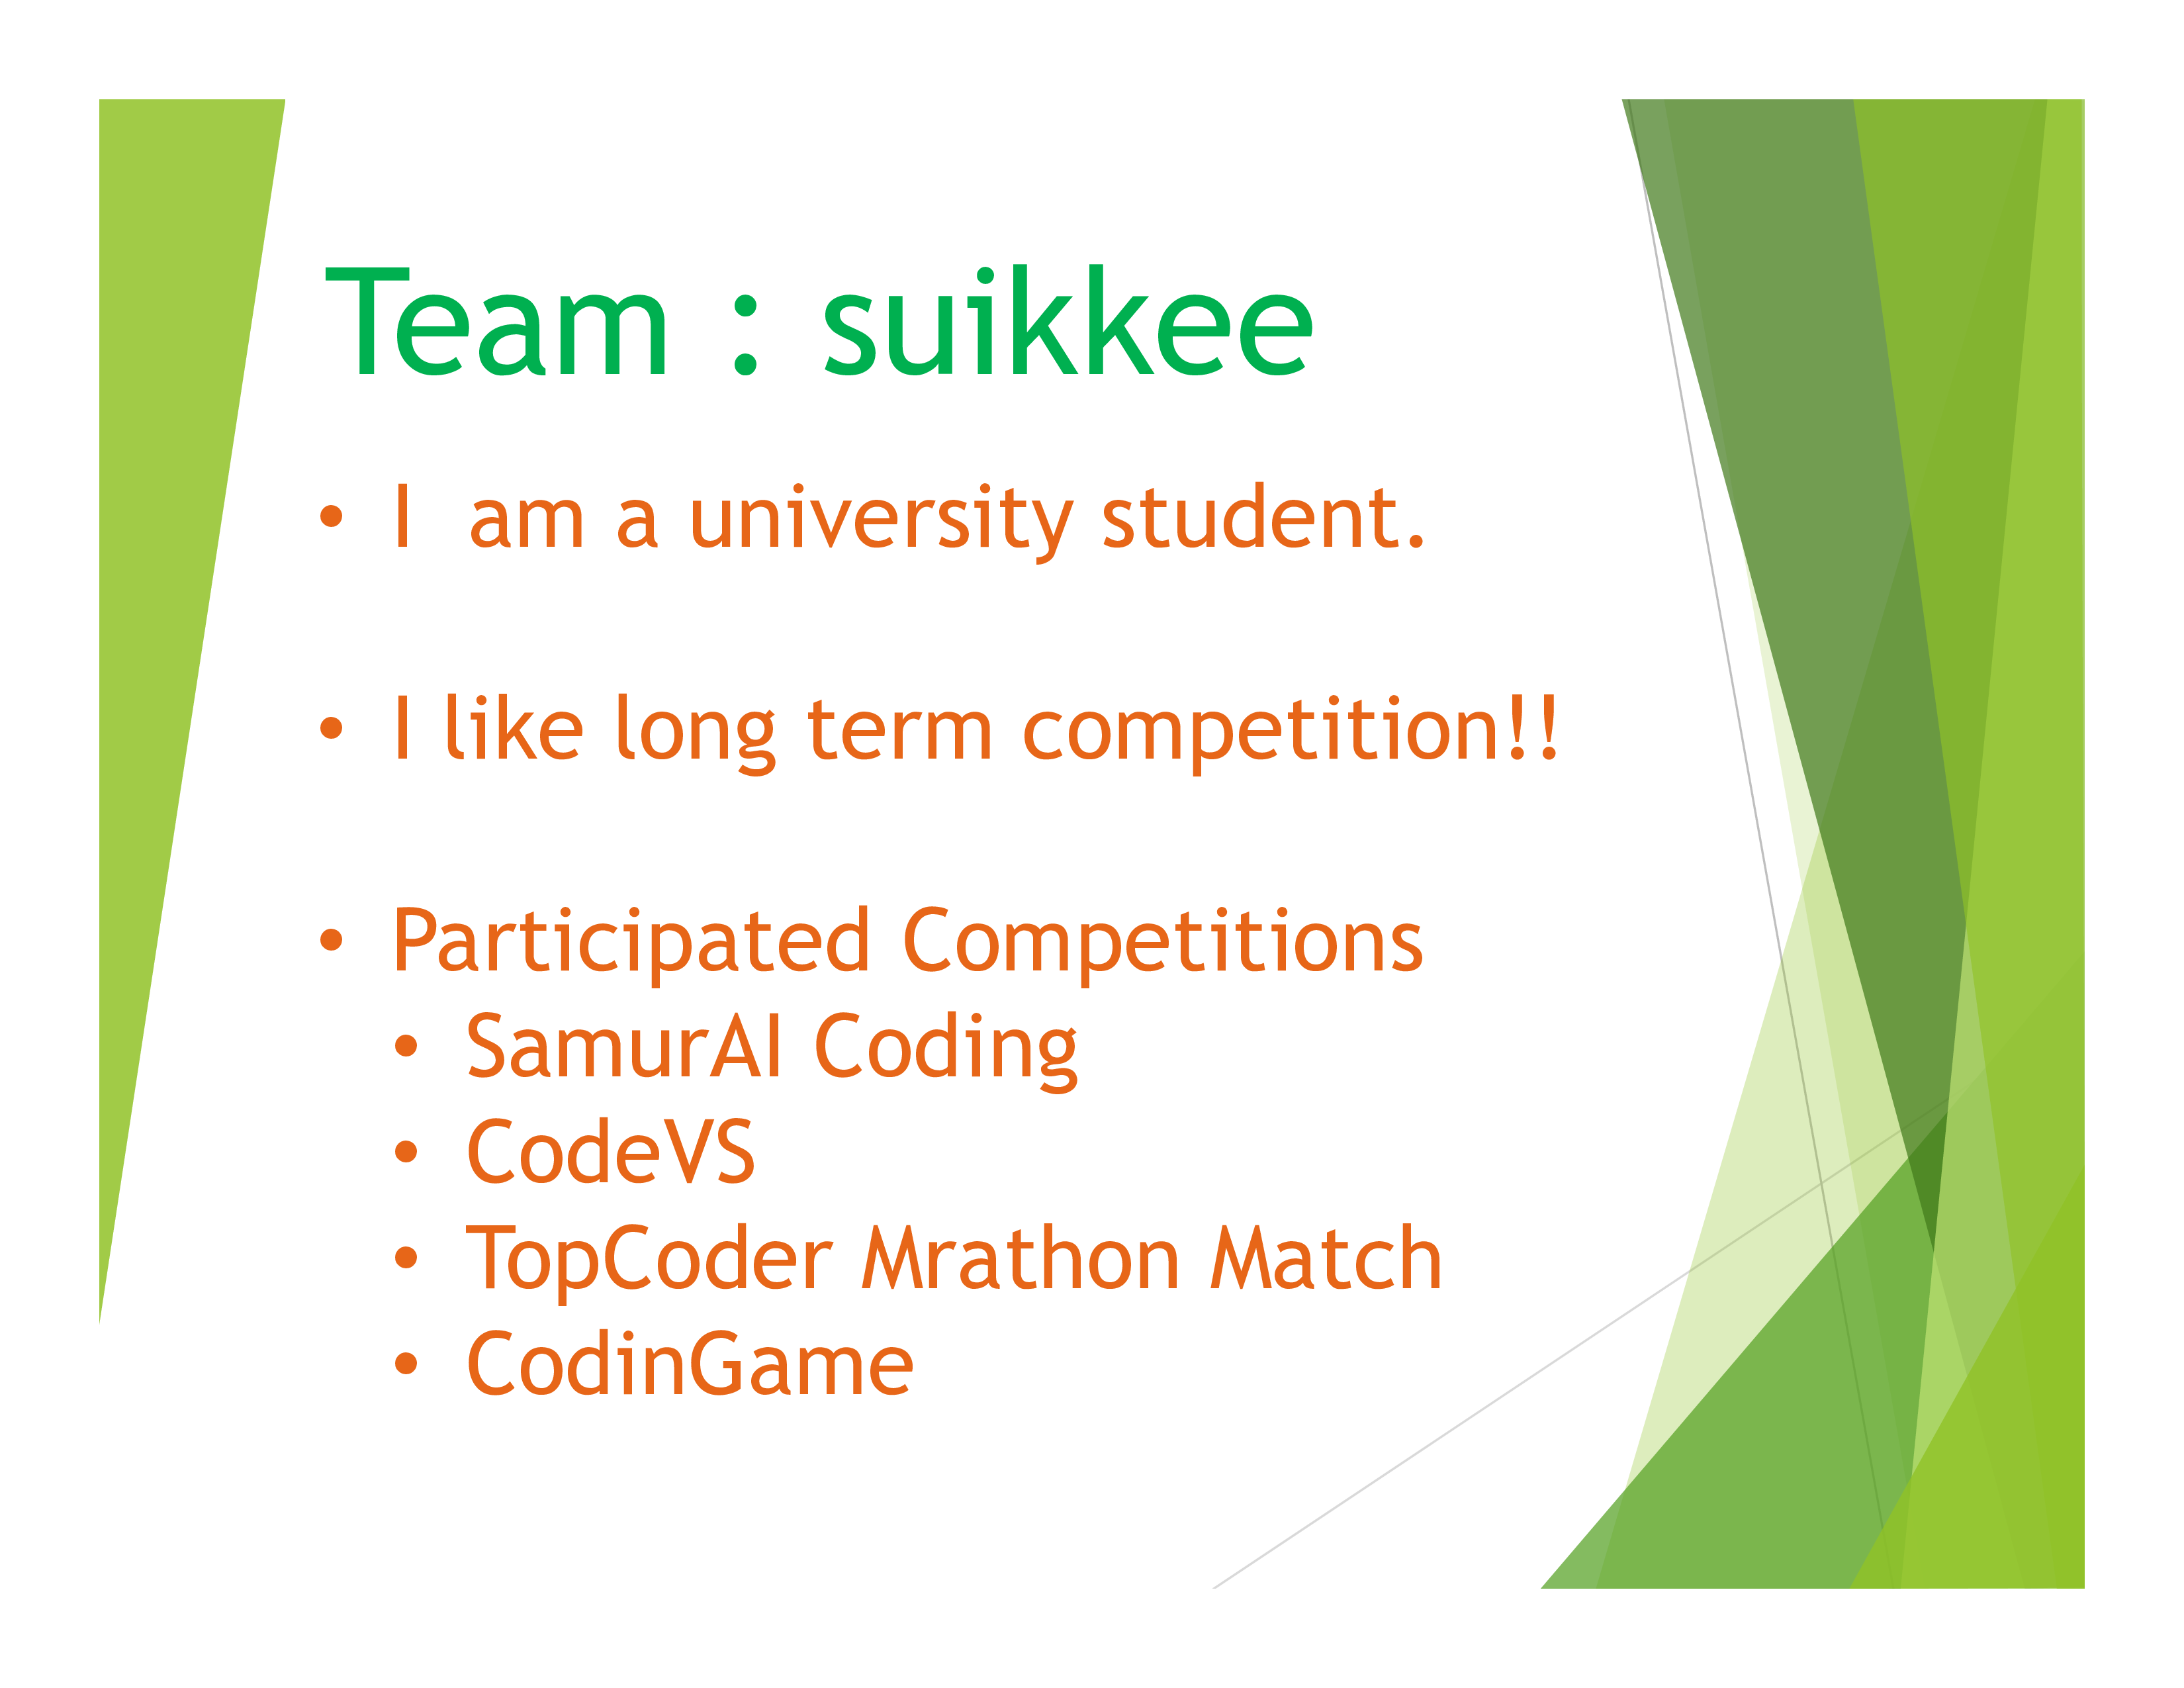 Team : suikkee
• I am a university student.
• I like long term competition!!
• Participated Competitions
• SamurAI Coding
• CodeVS
• TopCoder Mrathon Match
• CodinGame